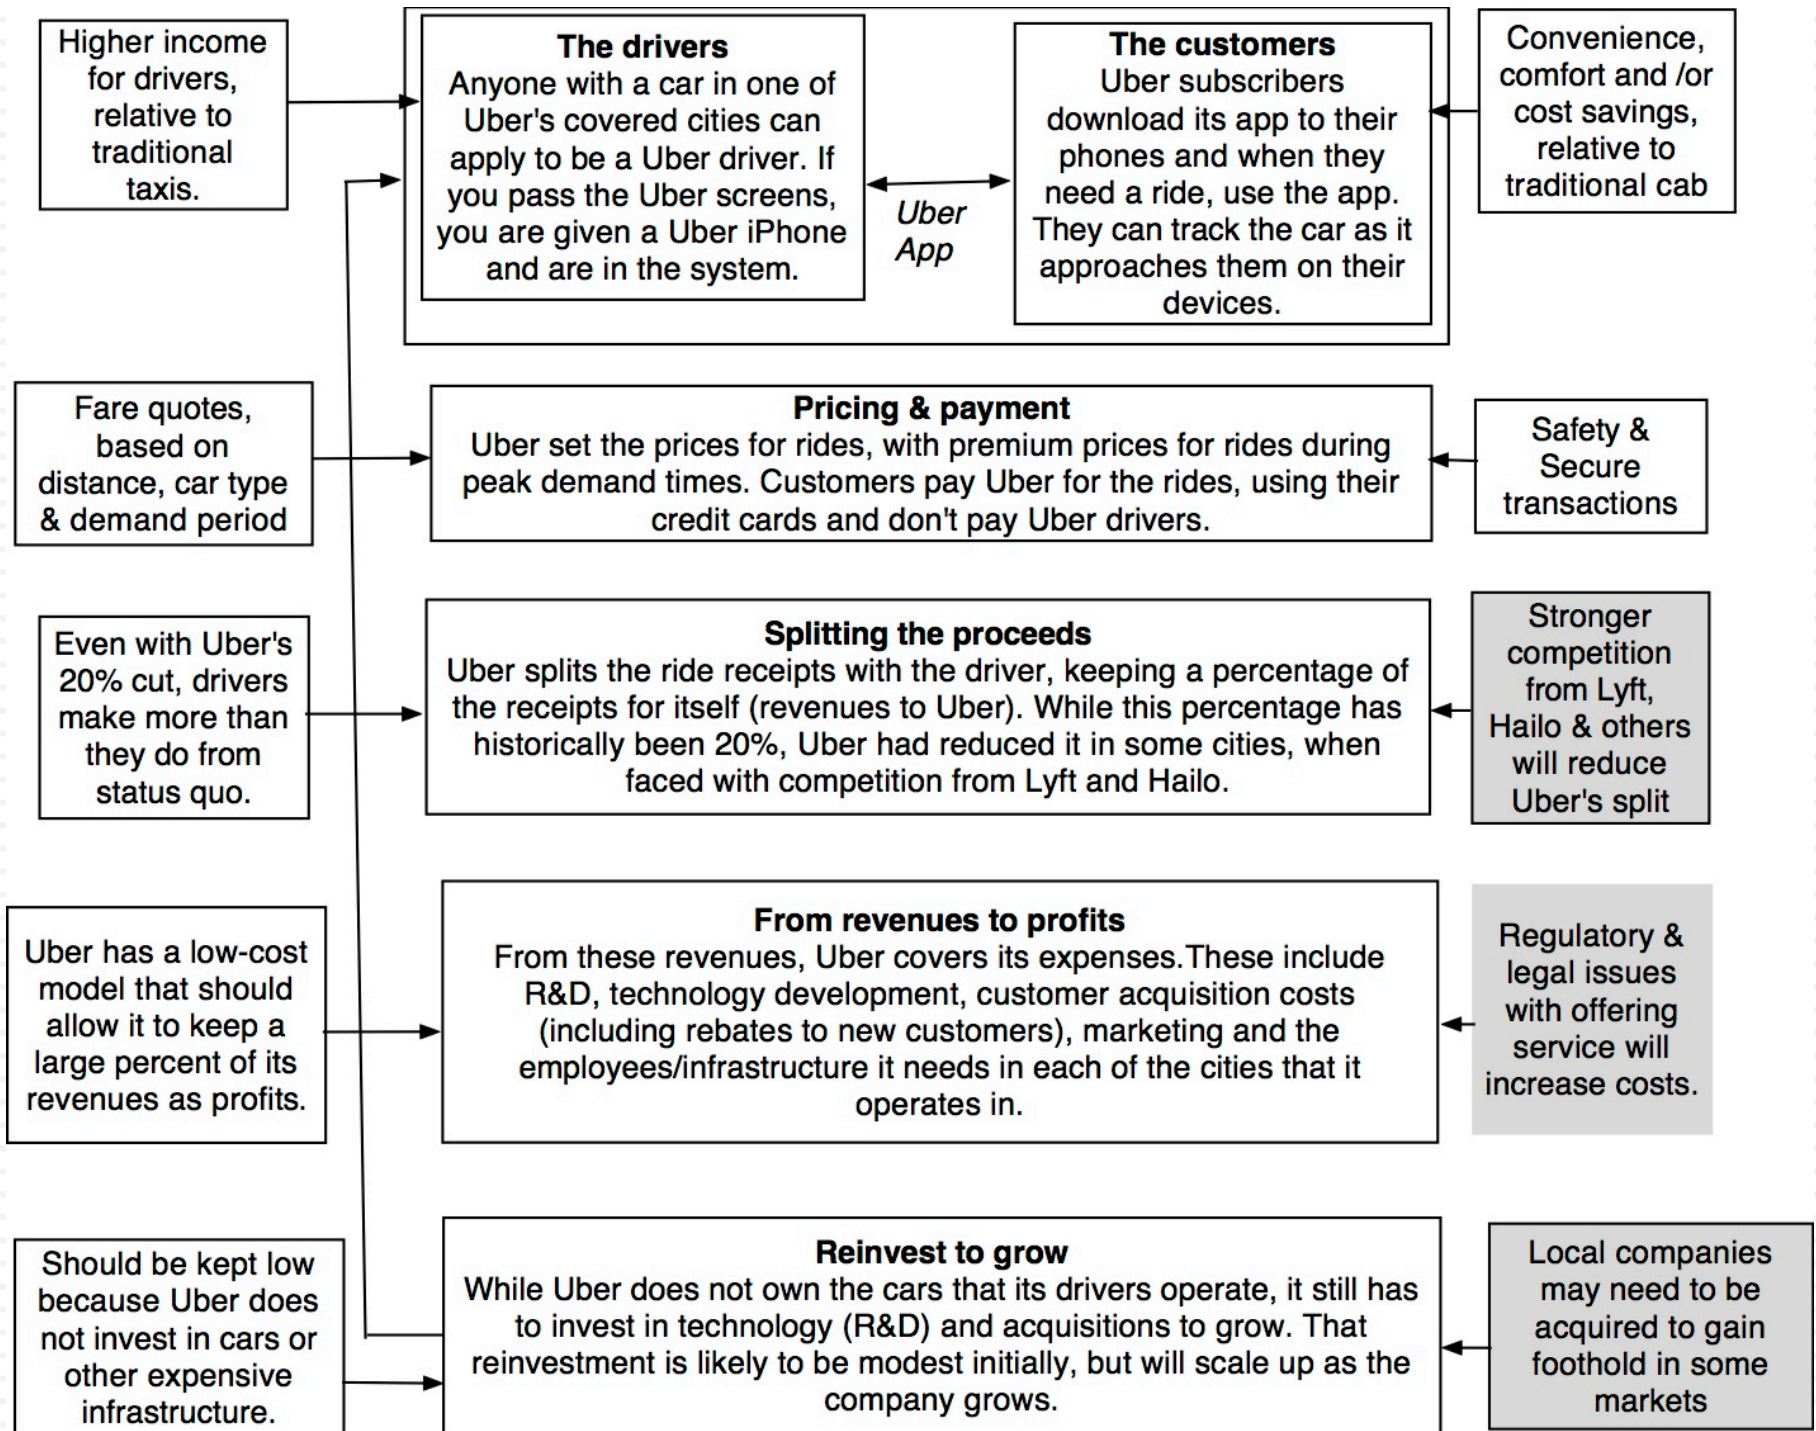 Higher income
for drivers,
relative to
traditional
taxis.
The drivers
Anyone with a car in one of
Uber's covered cities can
apply to be a Uber driver. If
you pass the Uber screens,
you are given a Uber iPhone
and are in the system.
Uber
App
The customers
Uber subscribers
download its app to their
phones and when they
need a ride, use the app.
They can track the car as it
approaches them on their
devices.
Convenience,
comfort and /or
cost savings,
relative to
traditional cab
Fare quotes,
based on
distance, car type
& demand period
Pricing & payment
Uber set the prices for rides, with premium prices for rides during
peak demand times. Customers pay Uber for the rides, using their
credit cards and don't pay Uber drivers.
Safety &
Secure
transactions
Even with Uber's
20% cut, drivers
make more than
they do from
status quo.
Splitting the proceeds
Uber splits the ride receipts with the driver, keeping a percentage of
the receipts for itself (revenues to Uber). While this percentage has
historically been 20%, Uber had reduced it in some cities, when
faced with competition from Lyft and Hailo.
Stronger
competition
from Lyft,
Hailo & others
will reduce
Uber's split
Uber has a low-cost
model that should
allow it to keep a
large percent of its
revenues as profits.
From revenues to profits
From these revenues, Uber covers its expenses.These include
R&D, technology development, customer acquisition costs
(including rebates to new customers), marketing and the
employees/infrastructure it needs in each of the cities that it
operates in.
Regulatory &
legal issues
with offering
service will
increase costs.
Should be kept low
because Uber does
not invest in cars or
other expensive
infrastructure.
Reinvest to grow
While Uber does not own the cars that its drivers operate, it still has
to invest in technology (R&D) and acquisitions to grow. That
reinvestment is likely to be modest initially, but will scale up as the
company grows.
Local companies
may need to be
acquired to gain
foothold in some
markets